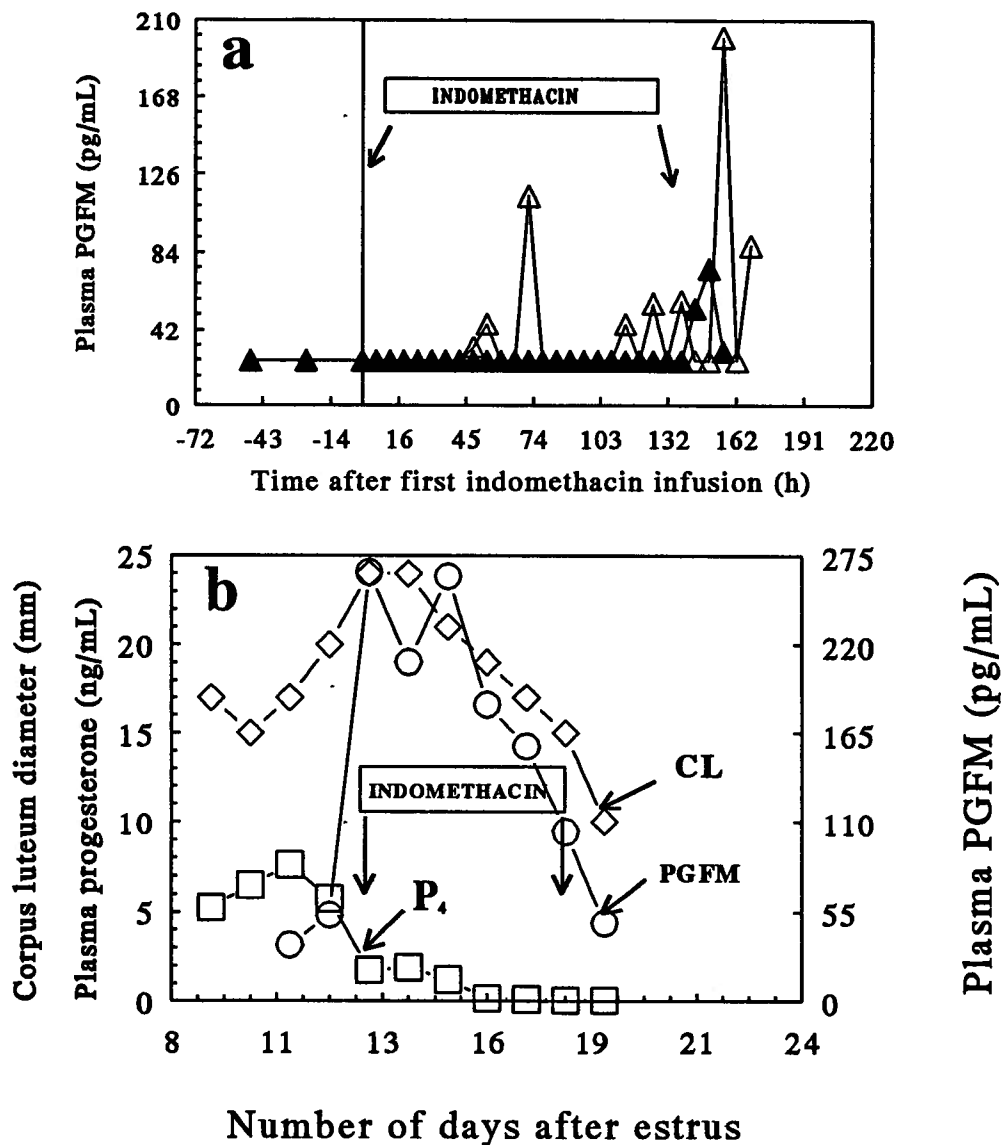 a
INDOMETHACIN
Plasma PGFM (pg/mL)
210
168
126
84
42
0
-72 -43 -14 16 45 74 103 132 162 191 220
Time after first indomethacin infusion (h)
b
INDOMETHACIN
CL
PGFM
P4
Corpus luteum diameter (mm)
Plasma progesterone (ng/mL)
25
20
15
10
5
0
275
220
165
110
55
0
Plasma PGFM (pg/mL)
8 11 13 16 19 21 24
Number of days after estrus